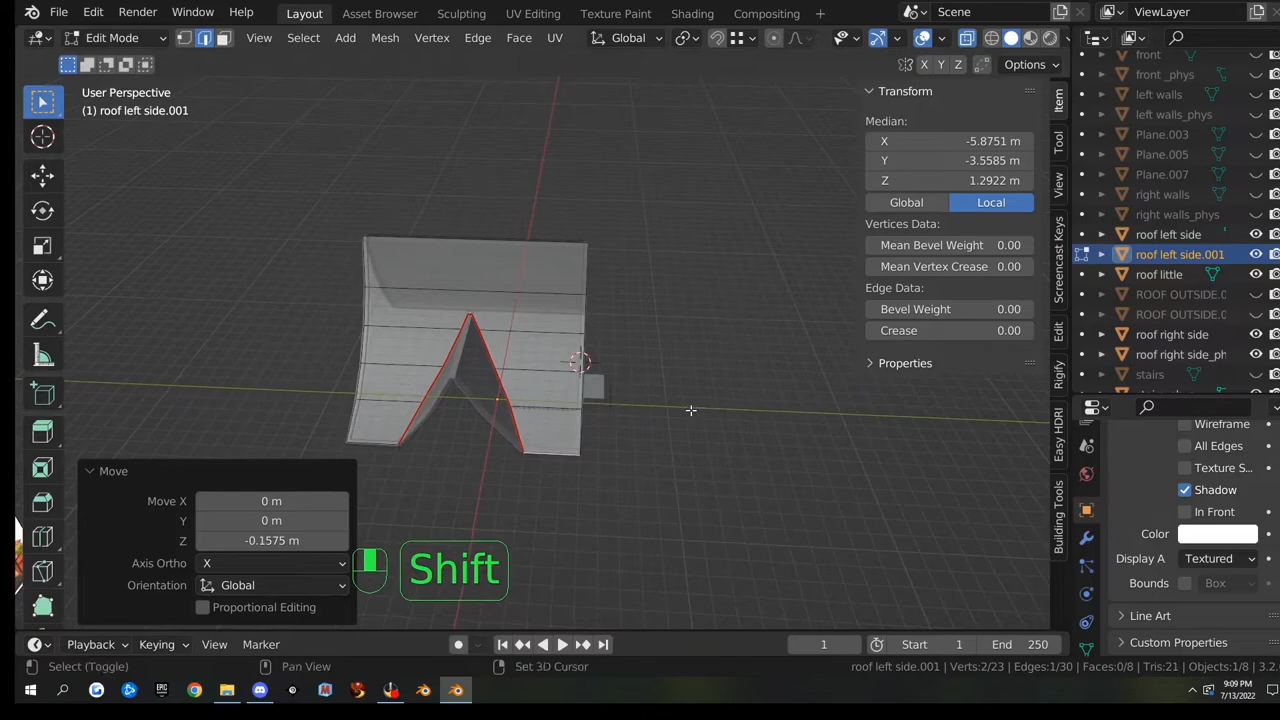 File Edit Render Window Help Layout Asset Browser Sculpting UV Editing Texture Paint Shading Compositing + Scene ViewLayer
Edit Mode View Select Add Mesh Vertex Edge Face UV Global
X Y Z Options
User Perspective
(1) roof left side.001
Transform
Median:
X -5.8751 m
Y -3.5585 m
Z 1.2922 m
Global Local
Vertices Data:
Mean Bevel Weight 0.00
Mean Vertex Crease 0.00
Edge Data:
Bevel Weight 0.00
Crease 0.00
Properties
Item
Tool
View
Screencast Keys
Edit
Rigify
Easy HDRI
Building Tools
front
front _phys
left walls
left walls_phys
Plane.003
Plane.005
Plane.007
right walls
right walls_phys
roof left side
roof left side.001
roof little
ROOF OUTSIDE.0
ROOF OUTSIDE.0
roof right side
roof right side_ph
stairs
Wireframe
All Edges
Texture S...
Shadow
In Front
Color
Display A Textured
Bounds Box
Line Art
Custom Properties
Move
Move X 0 m
Y 0 m
Z -0.1575 m
Axis Ortho X
Orientation Global
Proportional Editing
Shift
Playback Keying View Marker 1 Start 1 End 250
Select (Toggle) Pan View Set 3D Cursor roof left side.001 | Verts:2/23 | Edges:1/30 | Faces:0/8 | Tris:21 | Objects:1/8 | 3.2.0
9:09 PM
7/13/2022